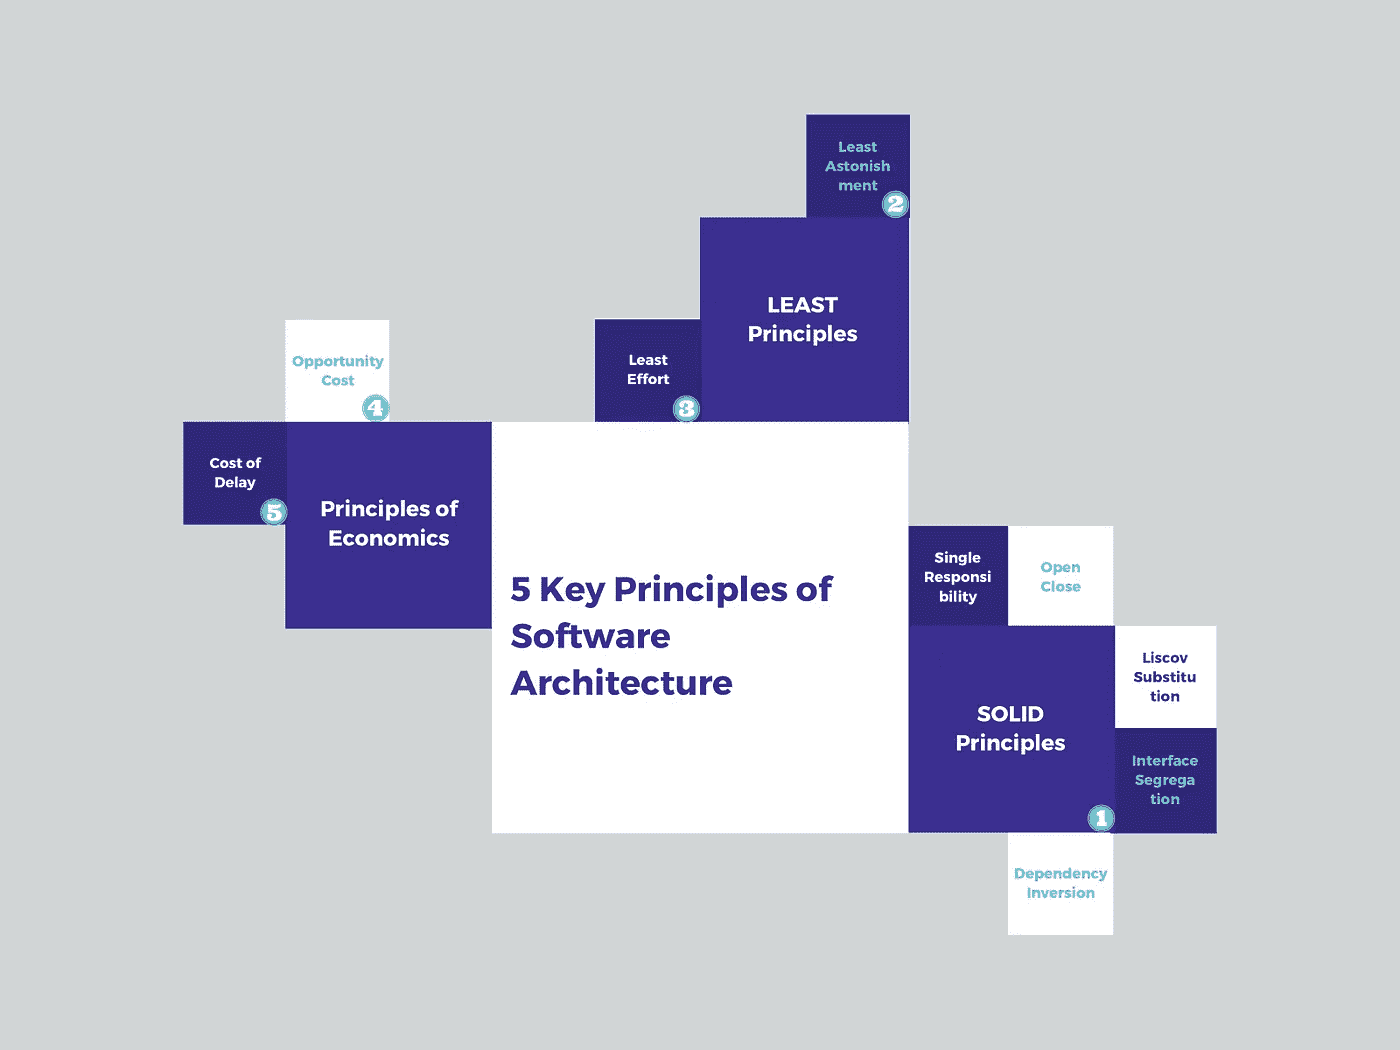 Least
Astonish
ment
2
LEAST
Principles
Least
Effort
3
Opportunity
Cost
4
Cost of
Delay
5
Principles of
Economics
5 Key Principles of
Software
Architecture
Single
Responsi
bility
Open
Close
SOLID
Principles
1
Liscov
Substitu
tion
Interface
Segrega
tion
Dependency
Inversion